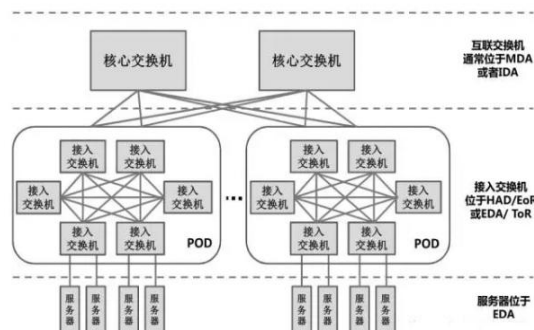 核心交换机
核心交换机
互联交换机
通常位于MDA
或者IDA
接入
交换机
接入
交换机
接入
交换机
接入
交换机
接入
交换机
接入
交换机
POD
...
接入
交换机
接入
交换机
接入
交换机
接入
交换机
接入
交换机
接入
交换机
POD
接入交换机
位于HAD/EoR
或EDA/ ToR
服务器
服务器
服务器
服务器
服务器
服务器
服务器
服务器
服务器位于
EDA